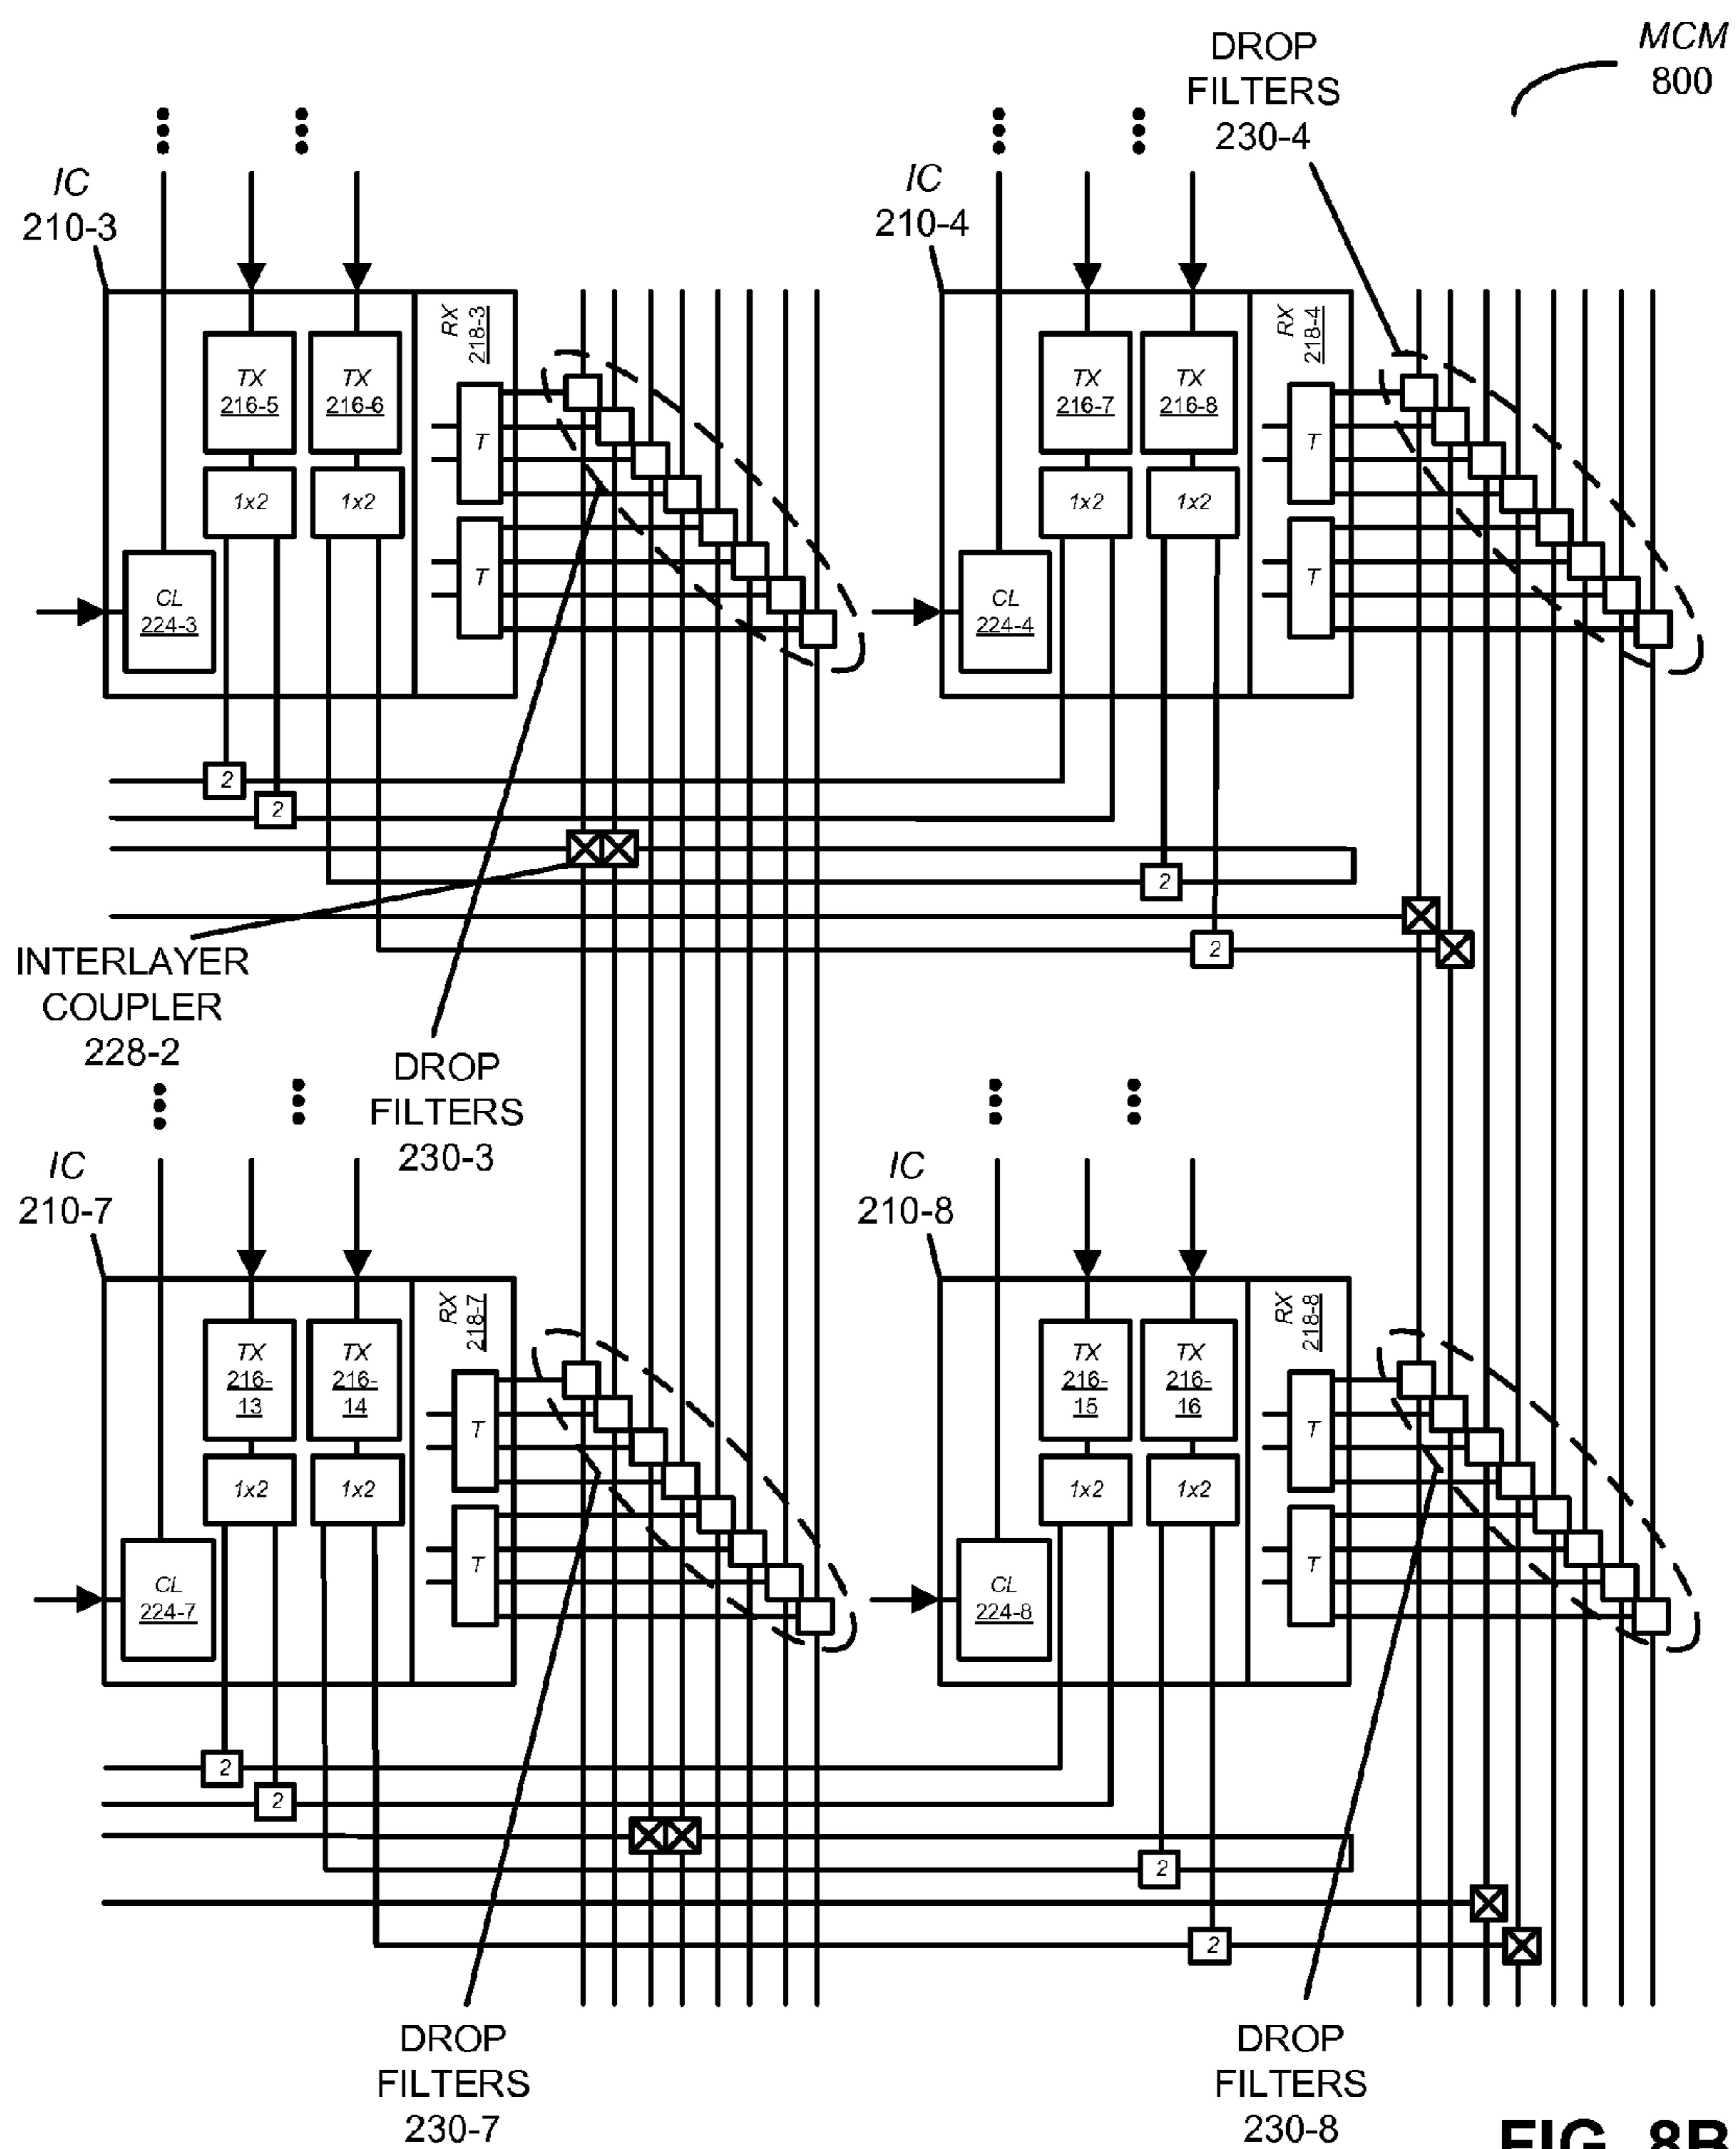 MCM
800
DROP
FILTERS
230-4
IC
210-3
IC
210-4
TX
216-5
TX
216-6
RX
218-3
1x2
1x2
T
T
CL
224-3
TX
216-7
TX
216-8
RX
218-4
1x2
1x2
T
T
CL
224-4
2
2
2
2
INTERLAYER
COUPLER
228-2
DROP
FILTERS
230-3
IC
210-7
IC
210-8
TX
216-
13
TX
216-
14
RX
218-7
1x2
1x2
T
T
CL
224-7
TX
216-
15
TX
216-
16
RX
218-8
1x2
1x2
T
T
CL
224-8
2
2
2
2
DROP
FILTERS
230-7
DROP
FILTERS
230-8
FIG. 8B